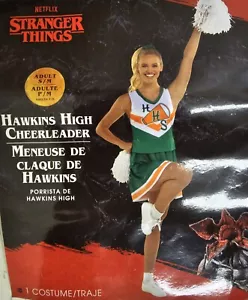 NETFLIX
STRANGER
THINGS
ADULT
S/M
ADULTE
P/M
HAWKINS HIGH
CHEERLEADER
MENEUSE DE
CLAQUE DE
HAWKINS
PORRISTA DE
HAWKINS HIGH
H H
S
1 COSTUME/TRAJE